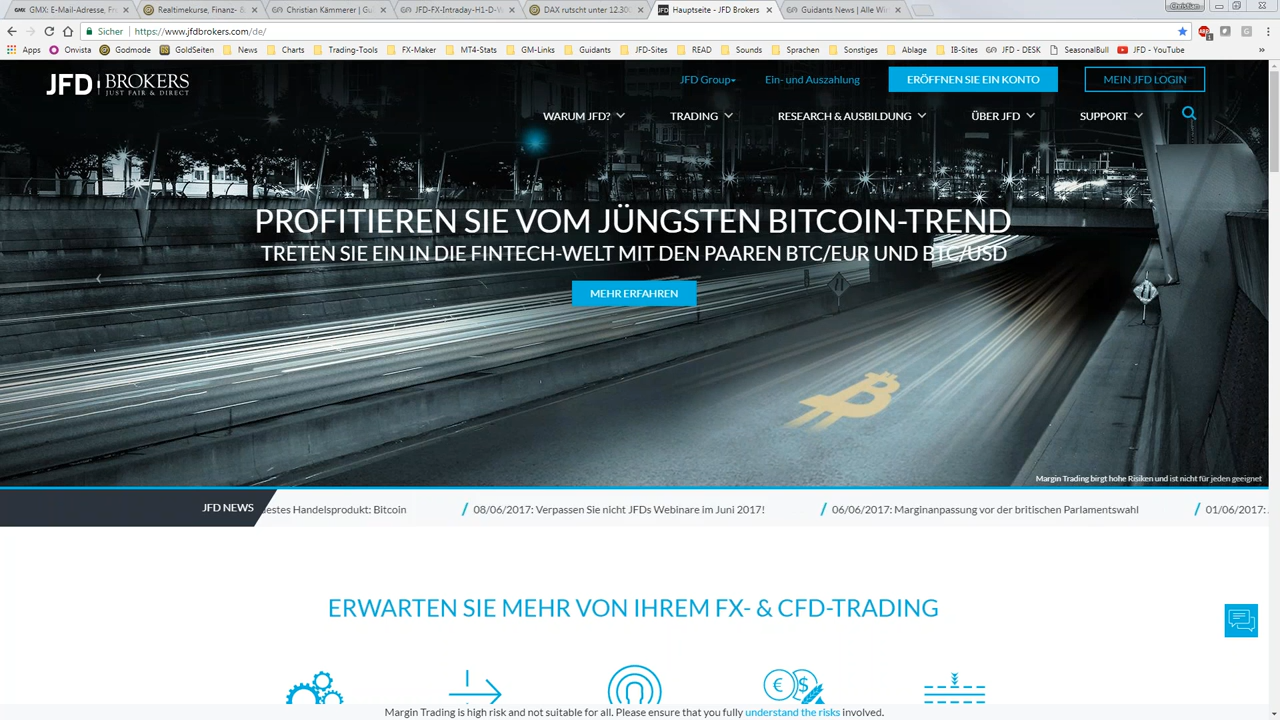 GMX: E-Mail-Adresse, Fr
Realtimekurse, Finanz- &
Christian Kämmerer | Gu
JFD-FX-Intraday-H1-D-W
DAX rutscht unter 12.300
Hauptseite - JFD Brokers
Guidants News | Alle Wi
Christian
Sicher
https://www.jfdbrokers.com/de/
Apps
Onvista
Godmode
GoldSeiten
News
Charts
Trading-Tools
FX-Maker
MT4-Stat
EM-Links
Guidants
JFD-Sites
READ
Sound
Sprachen
Sonstiges
Ablage
IB-Sites
JFD - DESK
SeasonalBull
JFD - YouTube
»
JFD BROKERS
JUST FAIR & DIRECT
JFD Group
Ein- und Auszahlung
ERÖFFNEN SIE EIN KONTO
MEIN JFD LOGIN
WARUM JFD?
TRADING
RESEARCH & AUSBILDUNG
ÜBER JFD
SUPPORT
PROFITIEREN SIE VOM JÜNGSTEN BITCOIN-TREND
TRETEN SIE EIN IN DIE FINTECH-WELT MIT DEN PAAREN BTC/EUR UND BTC/USD
MEHR ERFAHREN
Margin Trading birgt hohe Risiken und ist nicht für jeden geeignet
JFD NEWS
estes Handelsprodukt: Bitcoin
/ 08/06/2017: Verpassen Sie nicht JFDs Webinare im Juni 2017!
/ 06/06/2017: Marginanpassung vor der britischen Parlamentswahl
/ 01/06/2017:
ERWARTEN SIE MEHR VON IHREM FX- & CFD-TRADING
Margin Trading is high risk and not suitable for all. Please ensure that you fully understand the risks involved.